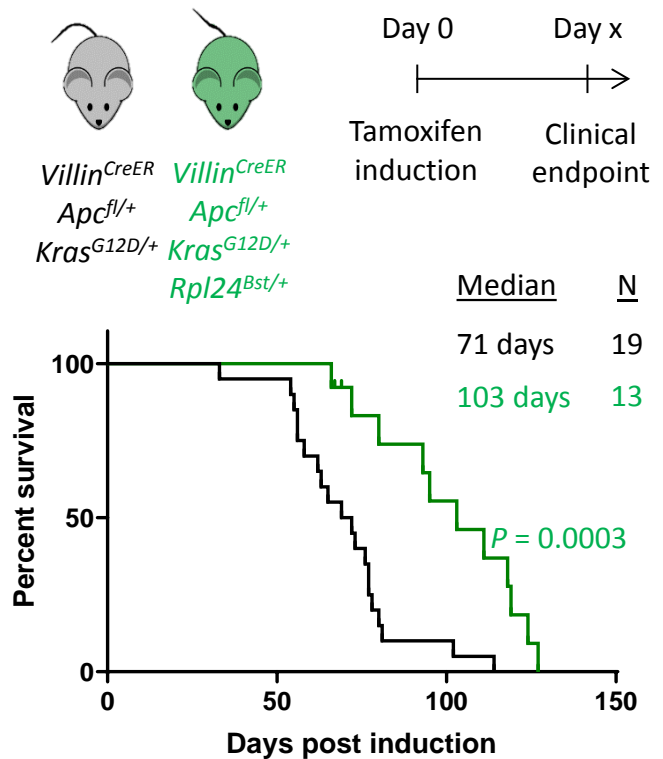 Day 0 Day x
Tamoxifen induction Clinical endpoint
Villin^CreER Villin^CreER
Apc^fl/+ Apc^fl/+
Kras^G12D/+ Kras^G12D/+
Rpl24^Bst/+
Median N
71 days 19
103 days 13
P = 0.0003
Percent survival
100
50
0
0 50 100 150
Days post induction